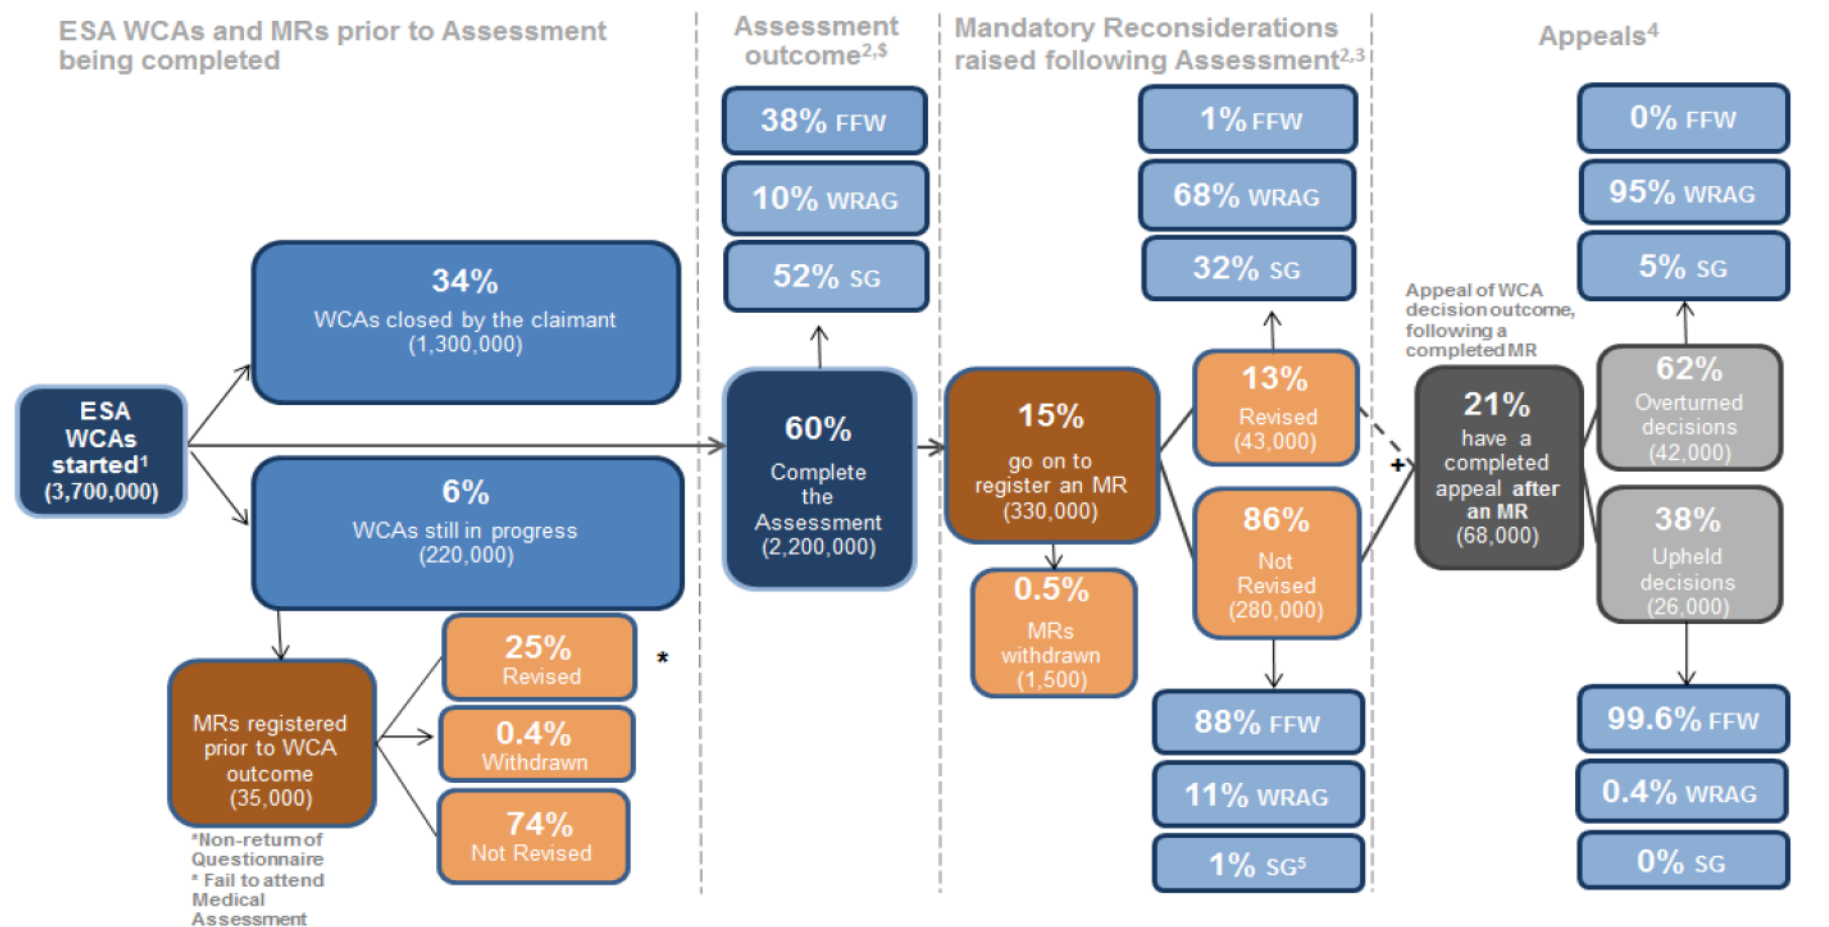 ESA WCAs and MRs prior to Assessment
being completed
Assessment
outcome2,$
Mandatory Reconsiderations
raised following Assessment2,3
Appeals4
ESA
WCAs
started1
(3,700,000)
34%
WCAs closed by the claimant
(1,300,000)
6%
WCAs still in progress
(220,000)
MRs registered
prior to WCA
outcome
(35,000)
*Non-return of
Questionnaire
* Fail to attend
Medical
Assessment
25%
Revised
*
0.4%
Withdrawn
74%
Not Revised
38% FFW
10% WRAG
52% SG
60%
Complete
the
Assessment
(2,200,000)
15%
go on to
register an MR
(330,000)
0.5%
MRs
withdrawn
(1,500)
1% FFW
68% WRAG
32% SG
13%
Revised
(43,000)
86%
Not
Revised
(280,000)
88% FFW
11% WRAG
1% SG5
+
Appeal of WCA
decision outcome,
following a
completed MR
21%
have a
completed
appeal after
an MR
(68,000)
0% FFW
95% WRAG
5% SG
62%
Overturned
decisions
(42,000)
38%
Upheld
decisions
(26,000)
99.6% FFW
0.4% WRAG
0% SG